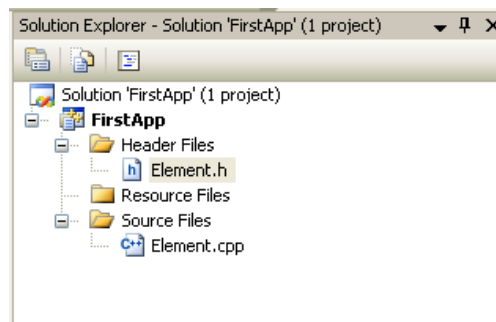 Solution Explorer - Solution 'FirstApp' (1 project)
Solution 'FirstApp' (1 project)
FirstApp
Header Files
Element.h
Resource Files
Source Files
Element.cpp